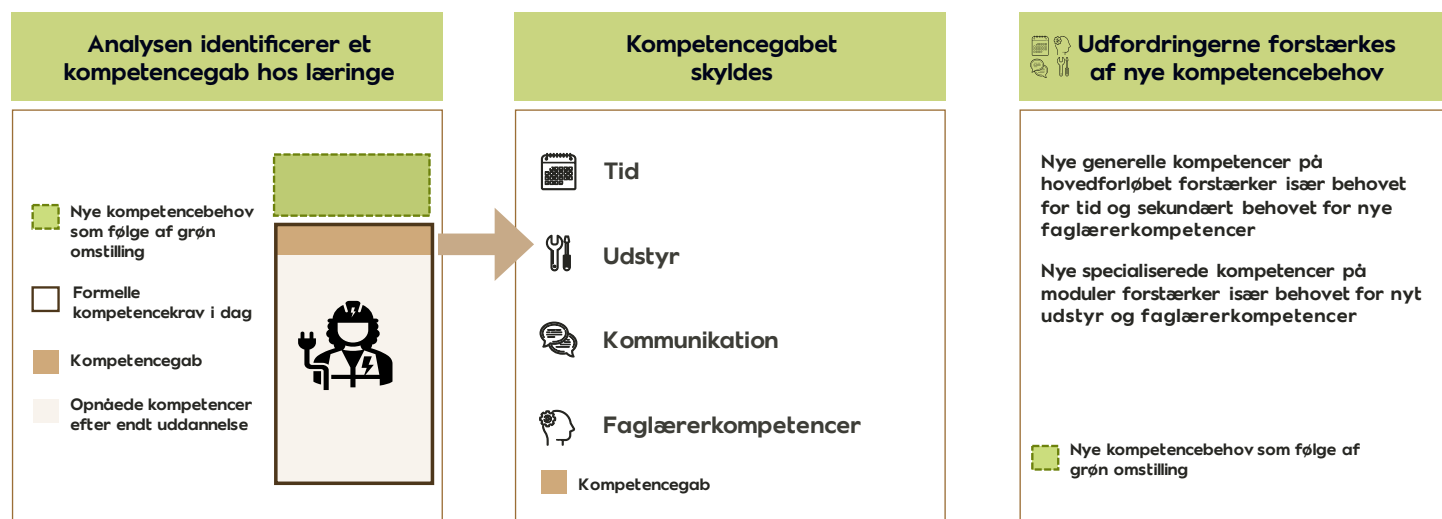 Analysen identificerer et
kompetencegab hos læringe
Nye kompetencebehov
som følge af grøn
omstilling
Formelle
kompetencekrav i dag
Kompetencegab
Opnåede kompetencer
efter endt uddannelse
Kompetencegabet
skyldes
Tid
Udstyr
Kommunikation
Faglærerkompetencer
Kompetencegab
Udfordringerne forstærkes
af nye kompetencebehov
Nye generelle kompetencer på
hovedforløbet forstærker især behovet
for tid og sekundært behovet for nye
faglærerkompetencer
Nye specialiserede kompetencer på
moduler forstærker især behovet for nyt
udstyr og faglærerkompetencer
Nye kompetencebehov som følge af
grøn omstilling